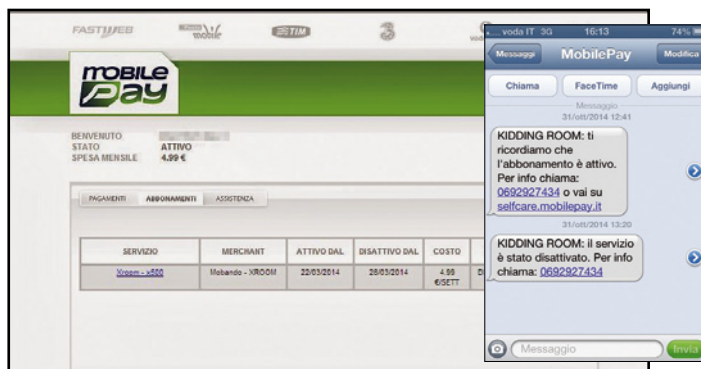 FASTWEB
mobile
TIM
3
mobile
Pay
BENVENUTO
STATO ATTIVO
SPESA MENSILE 4.99 €
PAGAMENTI ABBONAMENTI ASSISTENZA
SERVIZIO MERCHANT ATTIVO DAL DISATTIVO DAL COSTO
Xroom - x500 Mobando - XROOM 22/03/2014 28/03/2014 4.99
€/SETT
voda IT 3G 16:13 74%
Messaggi MobilePay Modifica
Chiama FaceTime Aggiungi
Messaggio
31/ott/2014 12:41
KIDDING ROOM: ti
ricordiamo che
l'abbonamento è attivo.
Per info chiama:
0692927434 o vai su
selfcare.mobilepay.it
31/ott/2014 13:20
KIDDING ROOM: il servizio
è stato disattivato. Per info
chiama: 0692927434
Messaggio Invia